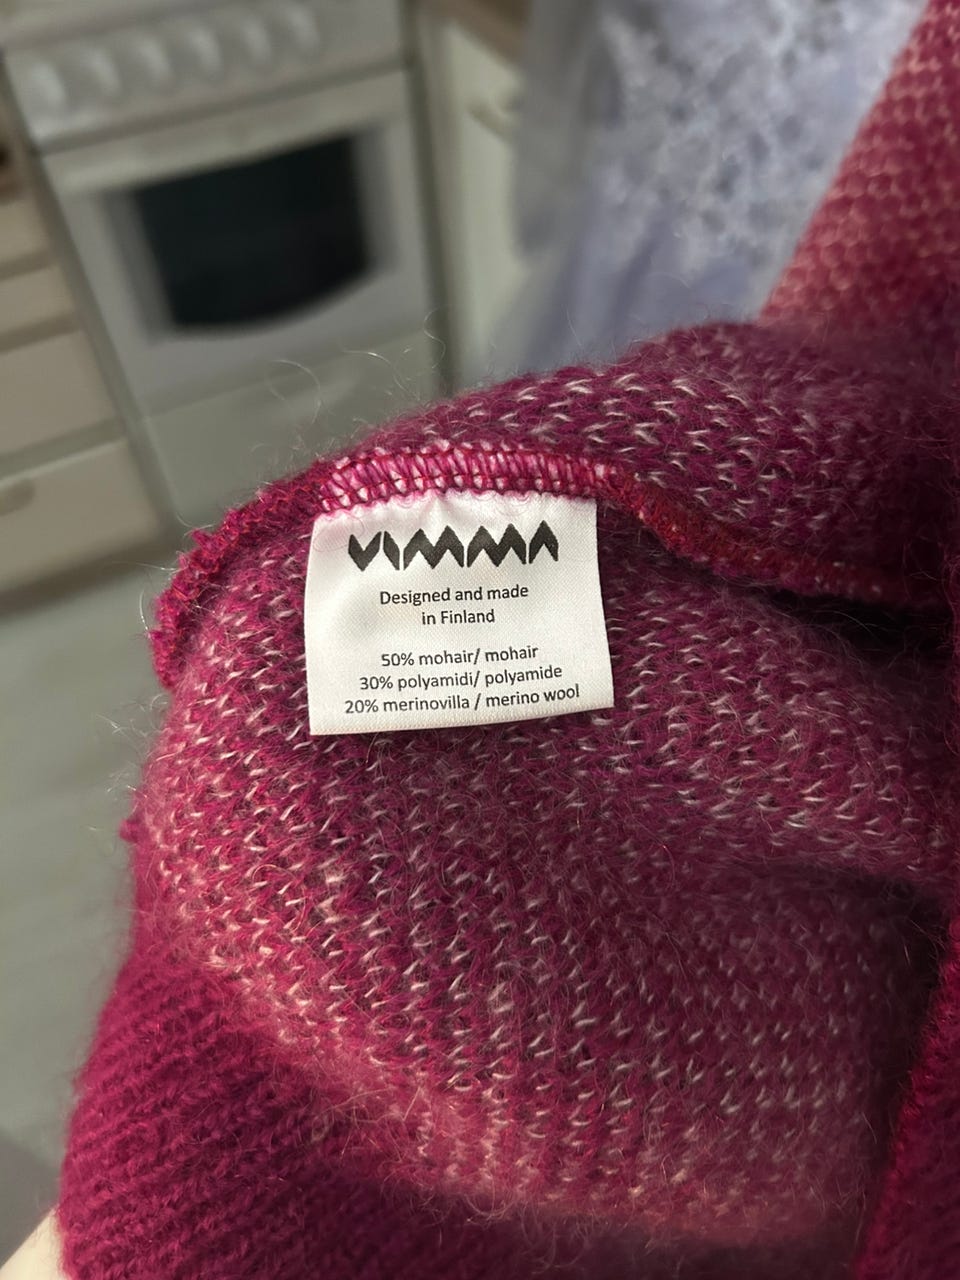 VIMMA
Designed and made
in Finland
50% mohair/ mohair
30% polyamidi/ polyamide
20% merinovilla / merino wool